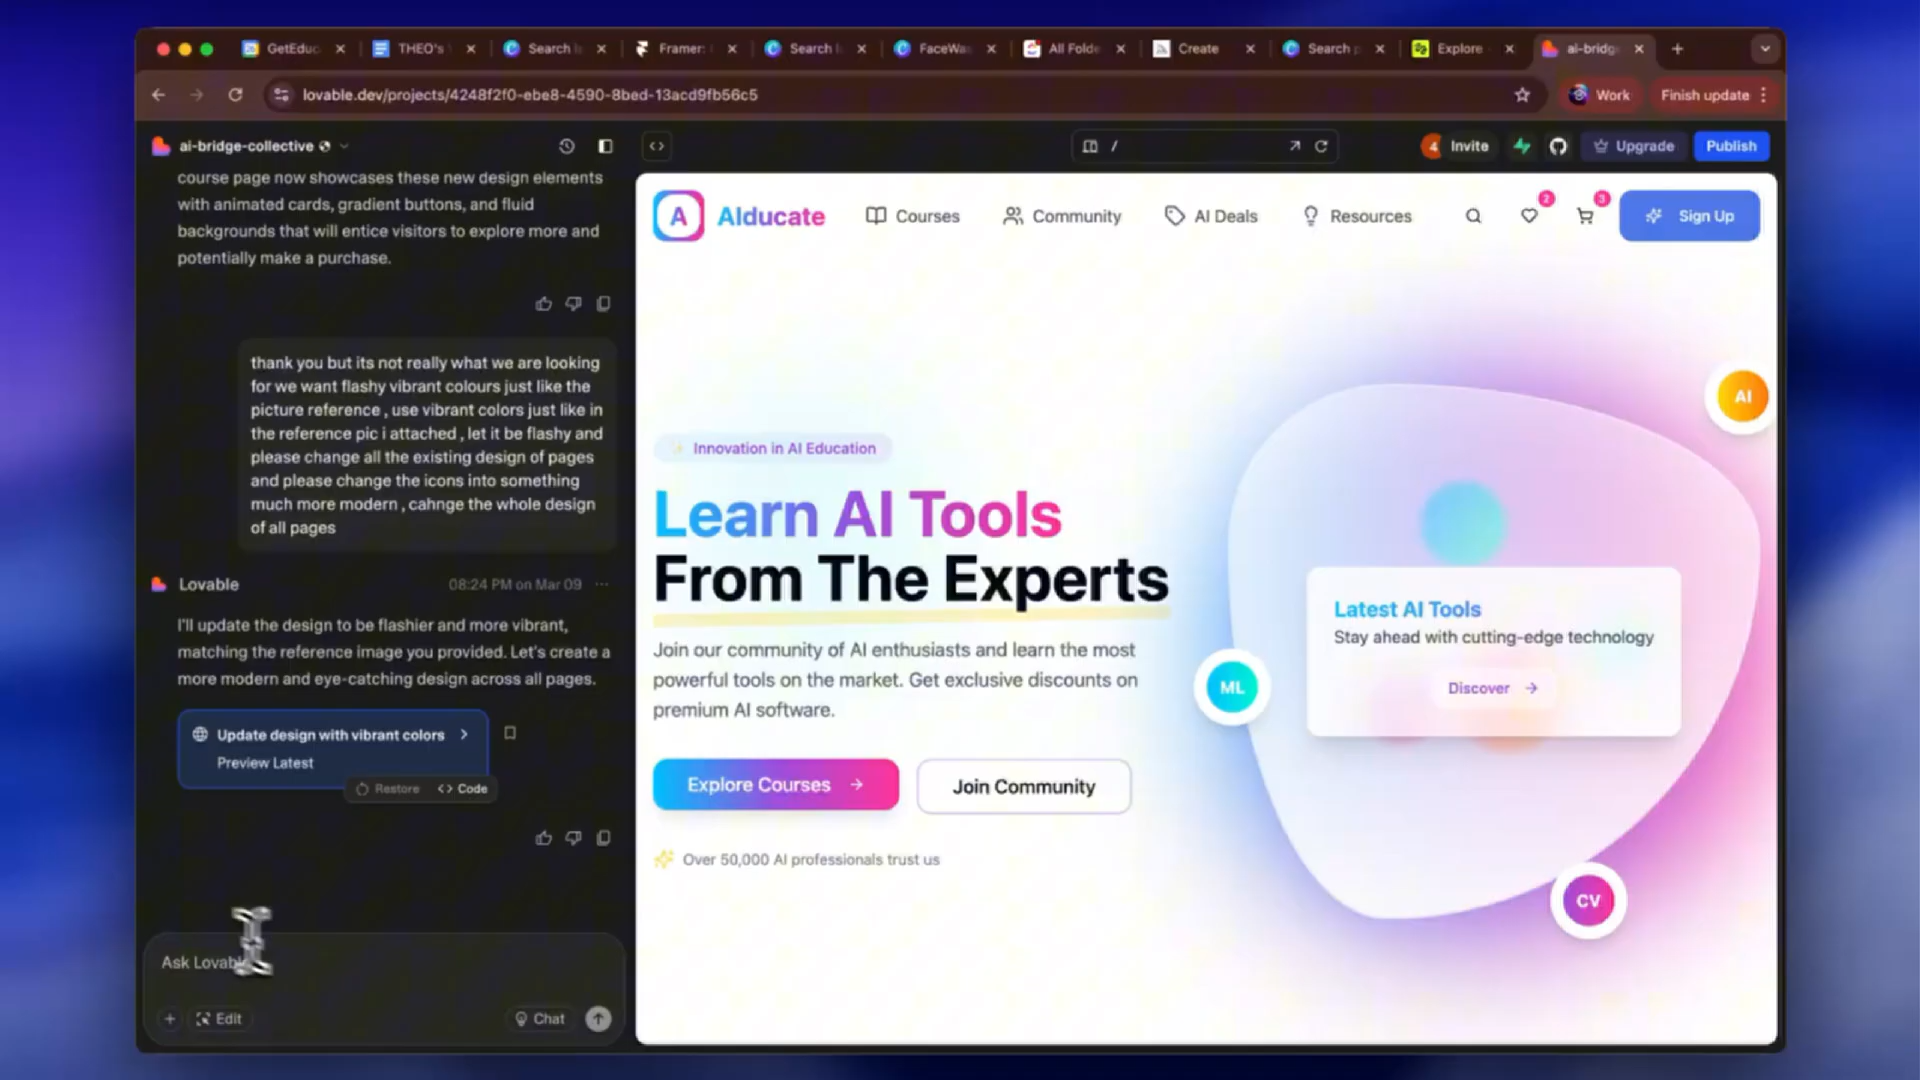 GetEduc
THEO's
Search
Framer:
Search
FaceWa
All Folde
Create
Search
Explore
ai-bridg
lovable.dev/projects/4248f2f0-ebe8-4590-8bed-13acd9fb56c5
Work
Finish update
ai-bridge-collective
/
4 Invite
Upgrade
Publish
course page now showcases these new design elements
with animated cards, gradient buttons, and fluid
backgrounds that will entice visitors to explore more and
potentially make a purchase.
thank you but its not really what we are looking
for we want flashy vibrant colours just like the
picture reference , use vibrant colors just like in
the reference pic i attached , let it be flashy and
please change all the existing design of pages
and please change the icons into something
much more modern , cahnge the whole design
of all pages
Lovable
08:24 PM on Mar 09
I'll update the design to be flashier and more vibrant,
matching the reference image you provided. Let's create a
more modern and eye-catching design across all pages.
Update design with vibrant colors
Preview Latest
Restore
Code
Ask Lovab
Edit
Chat
A
AIducate
Courses
Community
AI Deals
Resources
2
3
Sign Up
Innovation in AI Education
Learn AI Tools
From The Experts
Join our community of AI enthusiasts and learn the most
powerful tools on the market. Get exclusive discounts on
premium AI software.
Explore Courses
Join Community
Over 50,000 AI professionals trust us
AI
Latest AI Tools
Stay ahead with cutting-edge technology
Discover
ML
CV